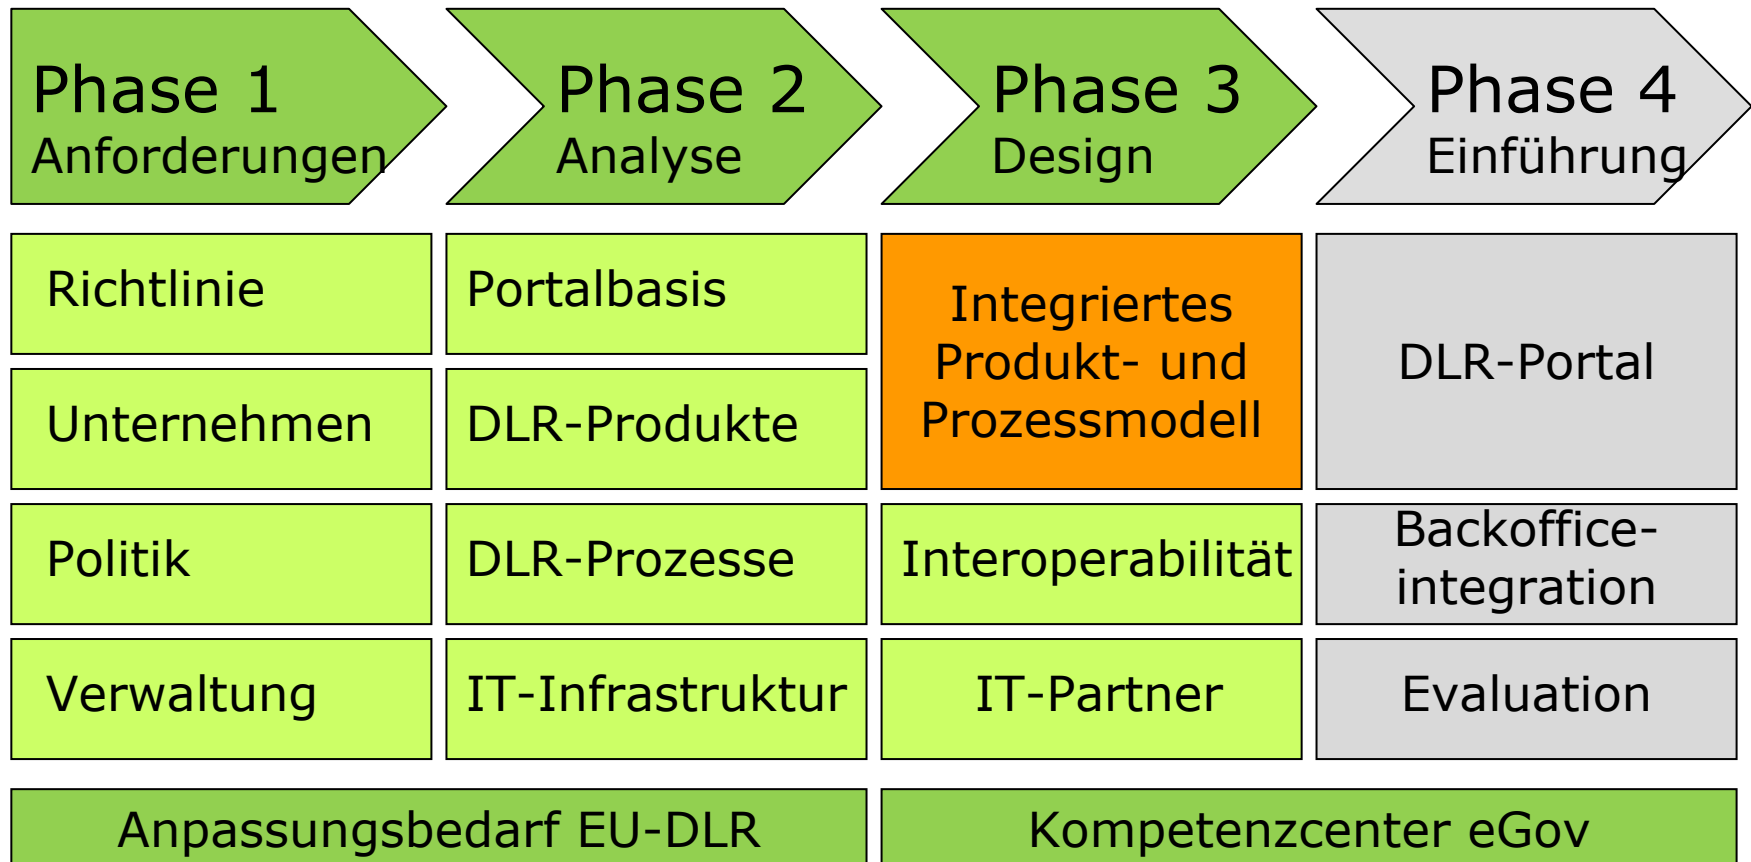 Phase 1
Anforderungen
Phase 2
Analyse
Phase 3
Design
Phase 4
Einführung
Richtlinie
Unternehmen
Politik
Verwaltung
Portalbasis
DLR-Produkte
DLR-Prozesse
IT-Infrastruktur
Integriertes
Produkt- und
Prozessmodell
Interoperabilität
IT-Partner
DLR-Portal
Backoffice-
integration
Evaluation
Anpassungsbedarf EU-DLR
Kompetenzcenter eGov